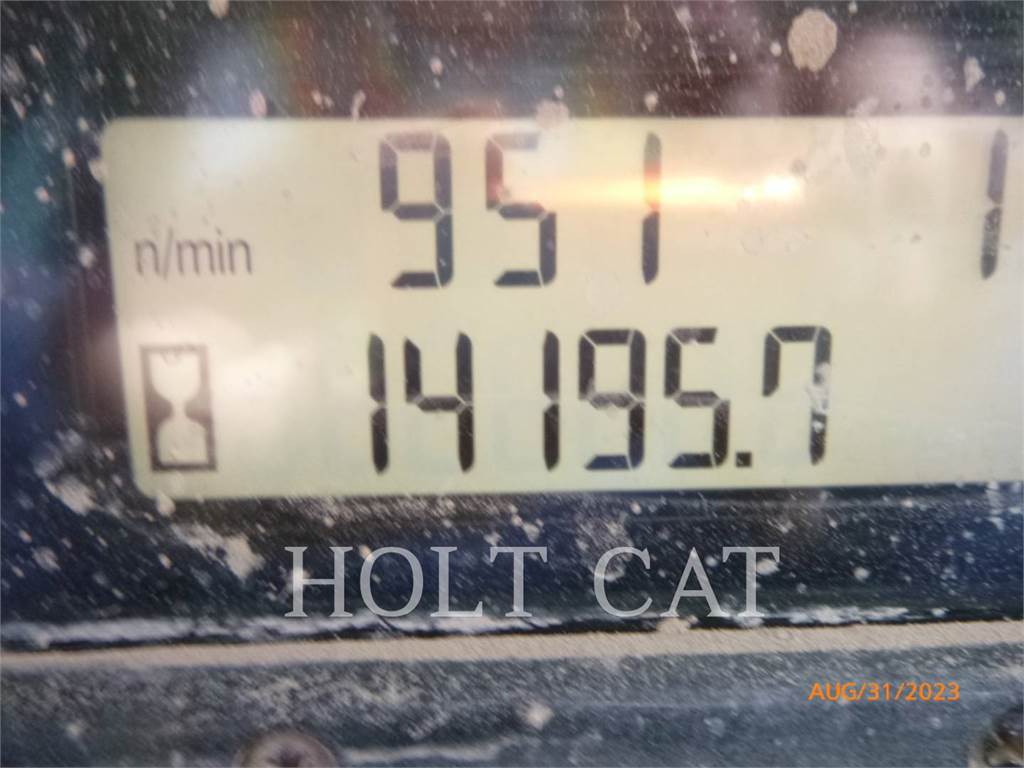 951 1
n/min
14195.7
HOLT CAT
AUG/31/2023